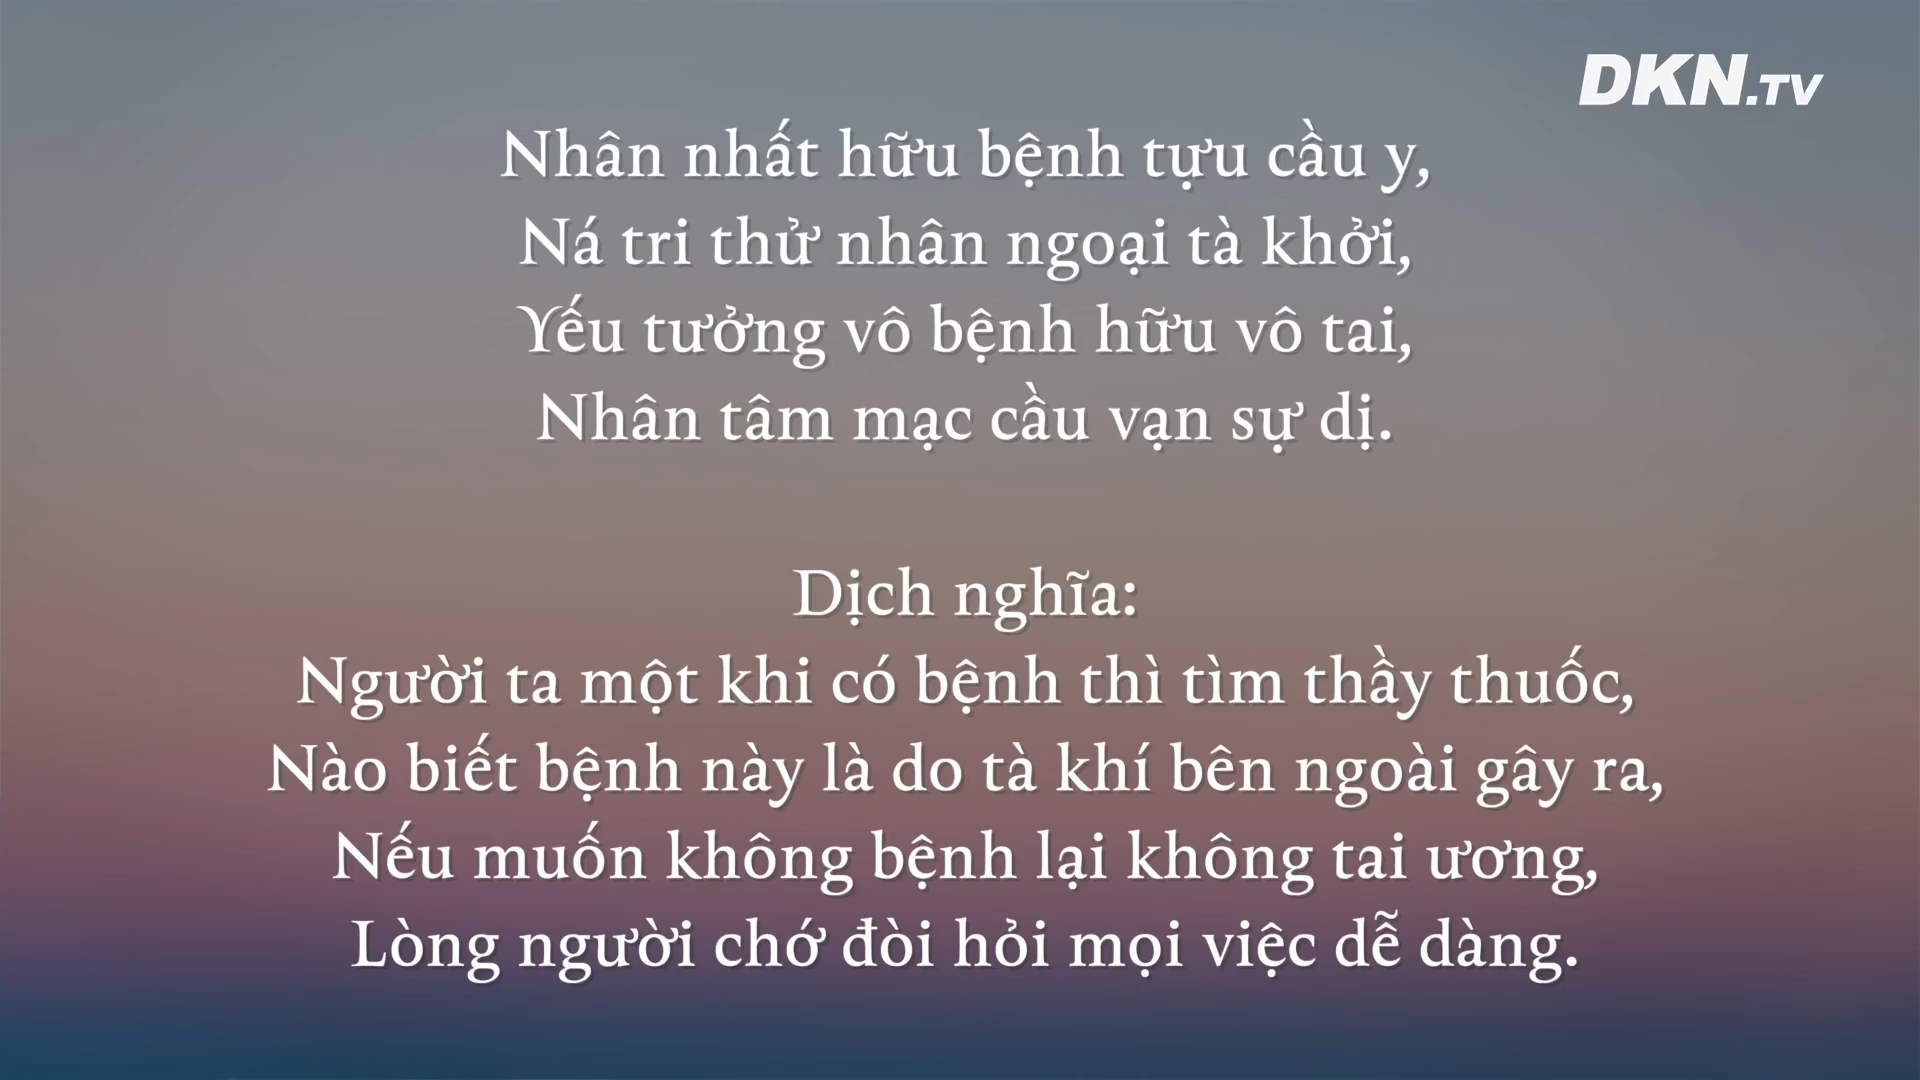 DKN.TV
Nhân nhất hữu bệnh tựu cầu y,
Ná tri thử nhân ngoại tà khởi,
Yếu tưởng vô bệnh hữu vô tai,
Nhân tâm mạc cầu vạn sự dị.
Dịch nghĩa:
Người ta một khi có bệnh thì tìm thầy thuốc,
Nào biết bệnh này là do tà khí bên ngoài gây ra,
Nếu muốn không bệnh lại không tai ương,
Lòng người chớ đòi hỏi mọi việc dễ dàng.